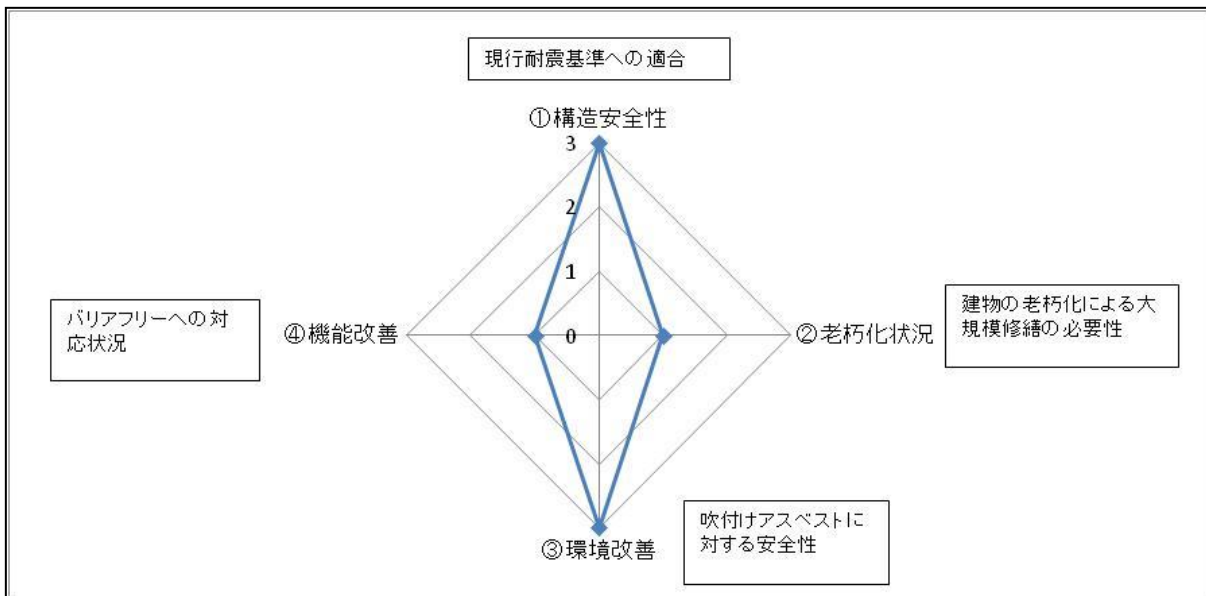 現行耐震基準への適合
①構造安全性
3
2
1
0
バリアフリーへの対
応状況
④機能改善
②老朽化状況
建物の老朽化による大
規模修繕の必要性
③環境改善
吹付けアスベストに
対する安全性